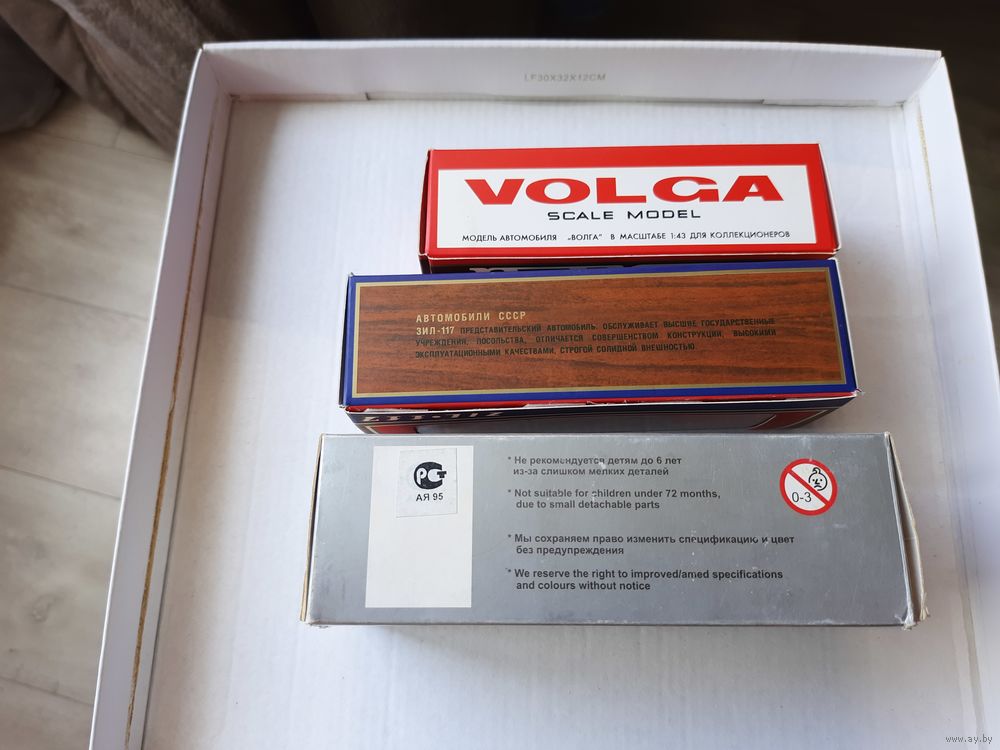 LF30X32X12CM
VOLGA
SCALE MODEL
МОДЕЛЬ АВТОМОБИЛЯ „ВОЛГА" В МАСШТАБЕ 1:43 ДЛЯ КОЛЛЕКЦИОНЕРОВ
АВТОМОБИЛИ СССР
ЗИЛ-117 ПРЕДСТАВИТЕЛЬСКИЙ АВТОМОБИЛЬ. ОБСЛУЖИВАЕТ ВЫСШИЕ ГОСУДАРСТВЕННЫЕ
УЧРЕЖДЕНИЯ, ПОСОЛЬСТВА, ОТЛИЧАЕТСЯ СОВЕРШЕНСТВОМ КОНСТРУКЦИИ, ВЫСОКИМИ
ЭКСПЛУАТАЦИОННЫМИ КАЧЕСТВАМИ, СТРОГОЙ СОЛИДНОЙ ВНЕШНОСТЬЮ.
РСТ
АЯ 95
* Не рекомендуется детям до 6 лет
из-за слишком мелких деталей
* Not suitable for children under 72 months,
due to small detachable parts
0-3
* Мы сохраняем право изменить спецификацию и цвет
без предупреждения
* We reserve the right to improved/amed specifications
and colours without notice
www.ay.by